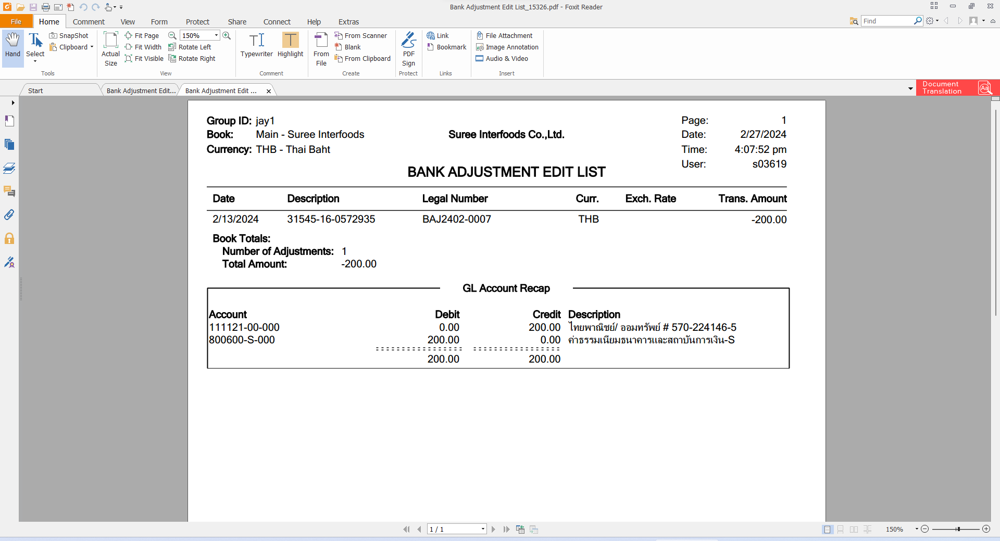 Bank Adjustment Edit List_15326.pdf - Foxit Reader
File Home Comment View Form Protect Share Connect Help Extras Find
Hand
Select
SnapShot
Clipboard
Tools
Actual Size
Fit Page
Fit Width
Fit Visible
150%
Rotate Left
Rotate Right
View
Typewriter
Highlight
Comment
From File
From Scanner
Blank
From Clipboard
Create
PDF Sign
Protect
Link
Bookmark
Links
File Attachment
Image Annotation
Audio & Video
Insert
Start Bank Adjustment Edit... Bank Adjustment Edit ...
Document
Translation
Group ID: jay1 Page: 1
Book: Main - Suree Interfoods Suree Interfoods Co.,Ltd. Date: 2/27/2024
Currency: THB - Thai Baht Time: 4:07:52 pm
User: s03619
BANK ADJUSTMENT EDIT LIST
Date Description Legal Number Curr. Exch. Rate Trans. Amount
2/13/2024 31545-16-0572935 BAJ2402-0007 THB -200.00
Book Totals:
Number of Adjustments: 1
Total Amount: -200.00
GL Account Recap
Account Debit Credit Description
111121-00-000 0.00 200.00 ไทยพาณิชย์/ ออมทรัพย์ # 570-224146-5
800600-S-000 200.00 0.00 ค่าธรรมเนียมธนาคารและสถาบันการเงิน-S
200.00 200.00
1 / 1 150%